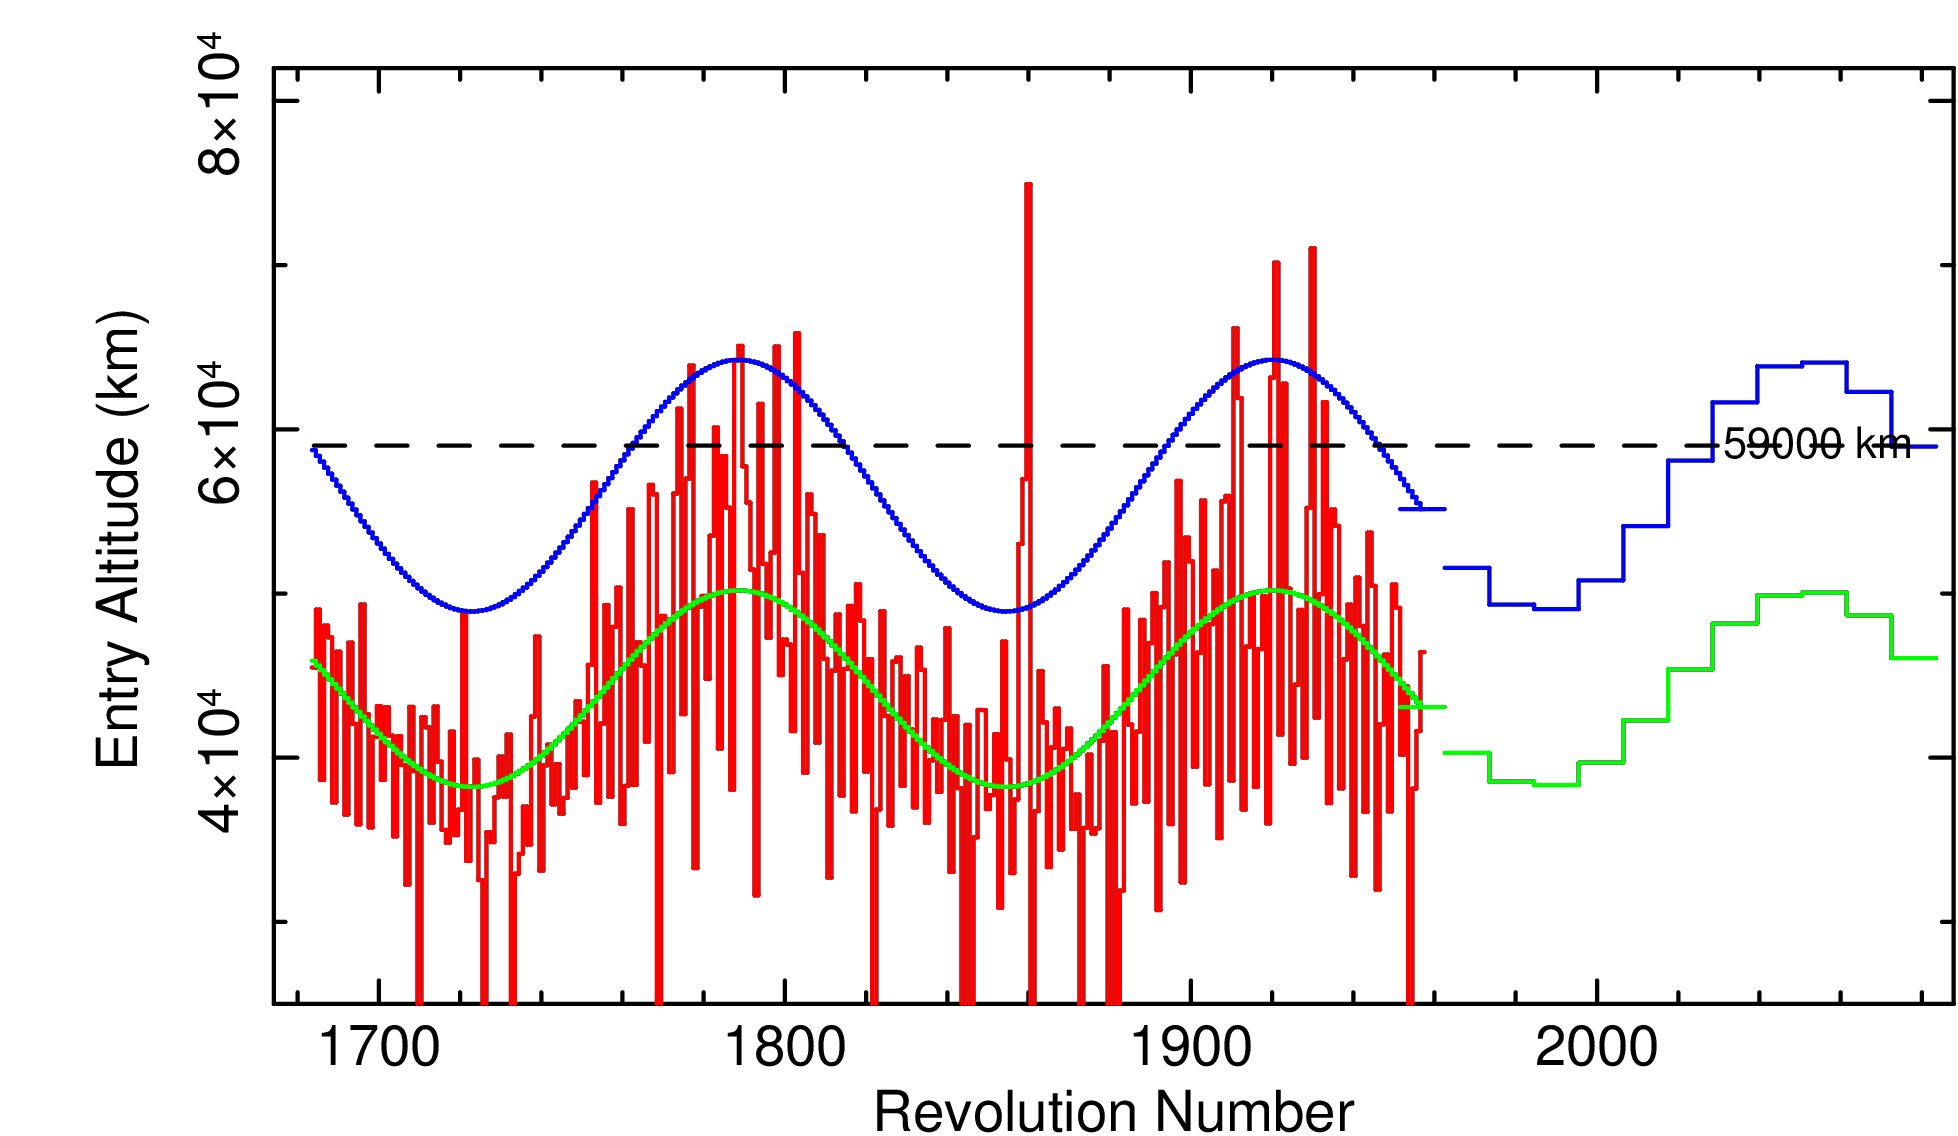 8×10⁴
6×10⁴
4×10⁴
Entry Altitude (km)
59000 km
1700 1800 1900 2000
Revolution Number